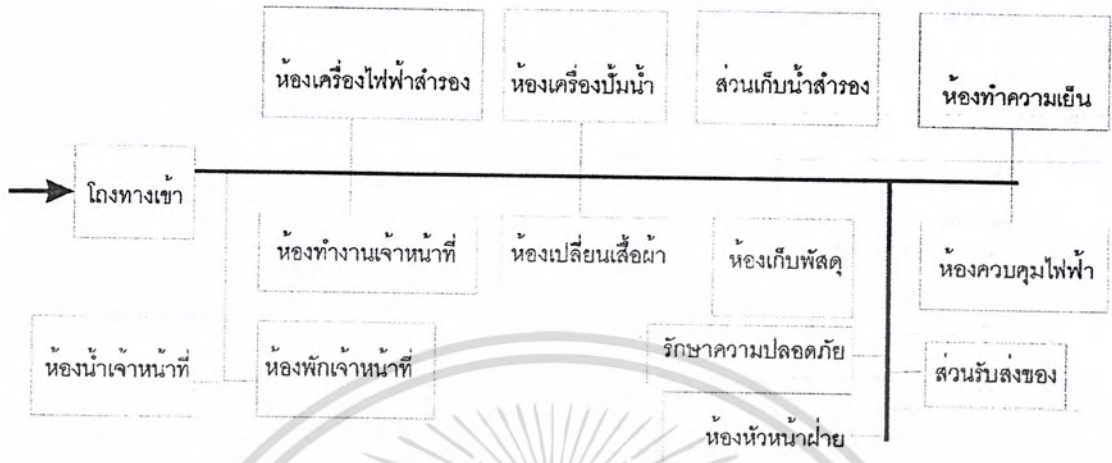 ห้องเครื่องไฟฟ้าสำรอง
ห้องเครื่องปั้มน้ำ
ส่วนเก็บน้ำสำรอง
ห้องทำความเย็น
โถงทางเข้า
ห้องทำงานเจ้าหน้าที่
ห้องเปลี่ยนเสื้อผ้า
ห้องเก็บพัสดุ
ห้องควบคุมไฟฟ้า
ห้องน้ำเจ้าหน้าที่
ห้องพักเจ้าหน้าที่
รักษาความปลอดภัย
ส่วนรับส่งของ
ห้องหัวหน้าฝ่าย